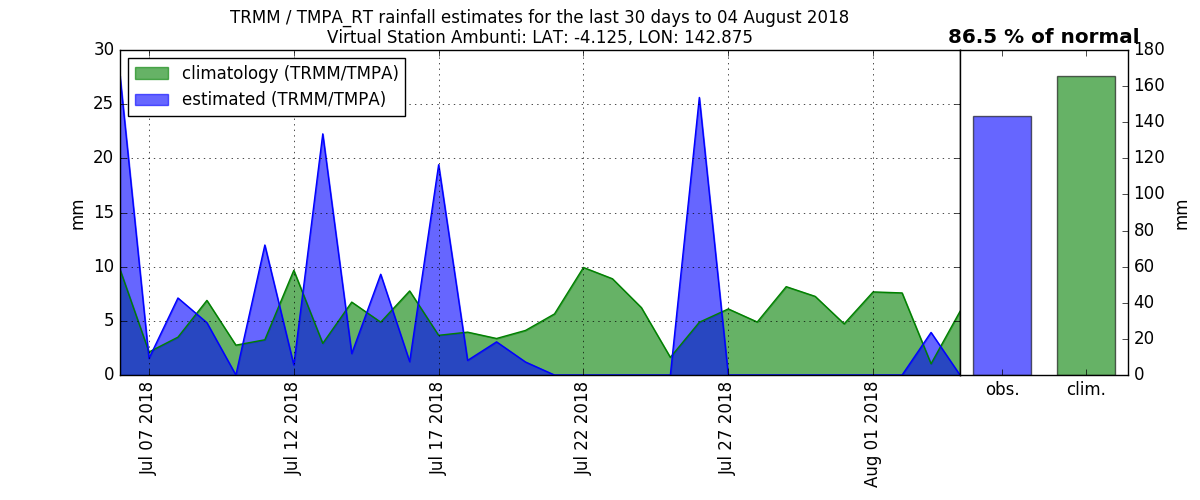 TRMM / TMPA_RT rainfall estimates for the last 30 days to 04 August 2018
Virtual Station Ambunti: LAT: -4.125, LON: 142.875
86.5 % of normal
climatology (TRMM/TMPA)
estimated (TRMM/TMPA)
mm
30
25
20
15
10
5
0
Jul 07 2018
Jul 12 2018
Jul 17 2018
Jul 22 2018
Jul 27 2018
Aug 01 2018
obs.
clim.
180
160
140
120
100
80
60
40
20
0
mm